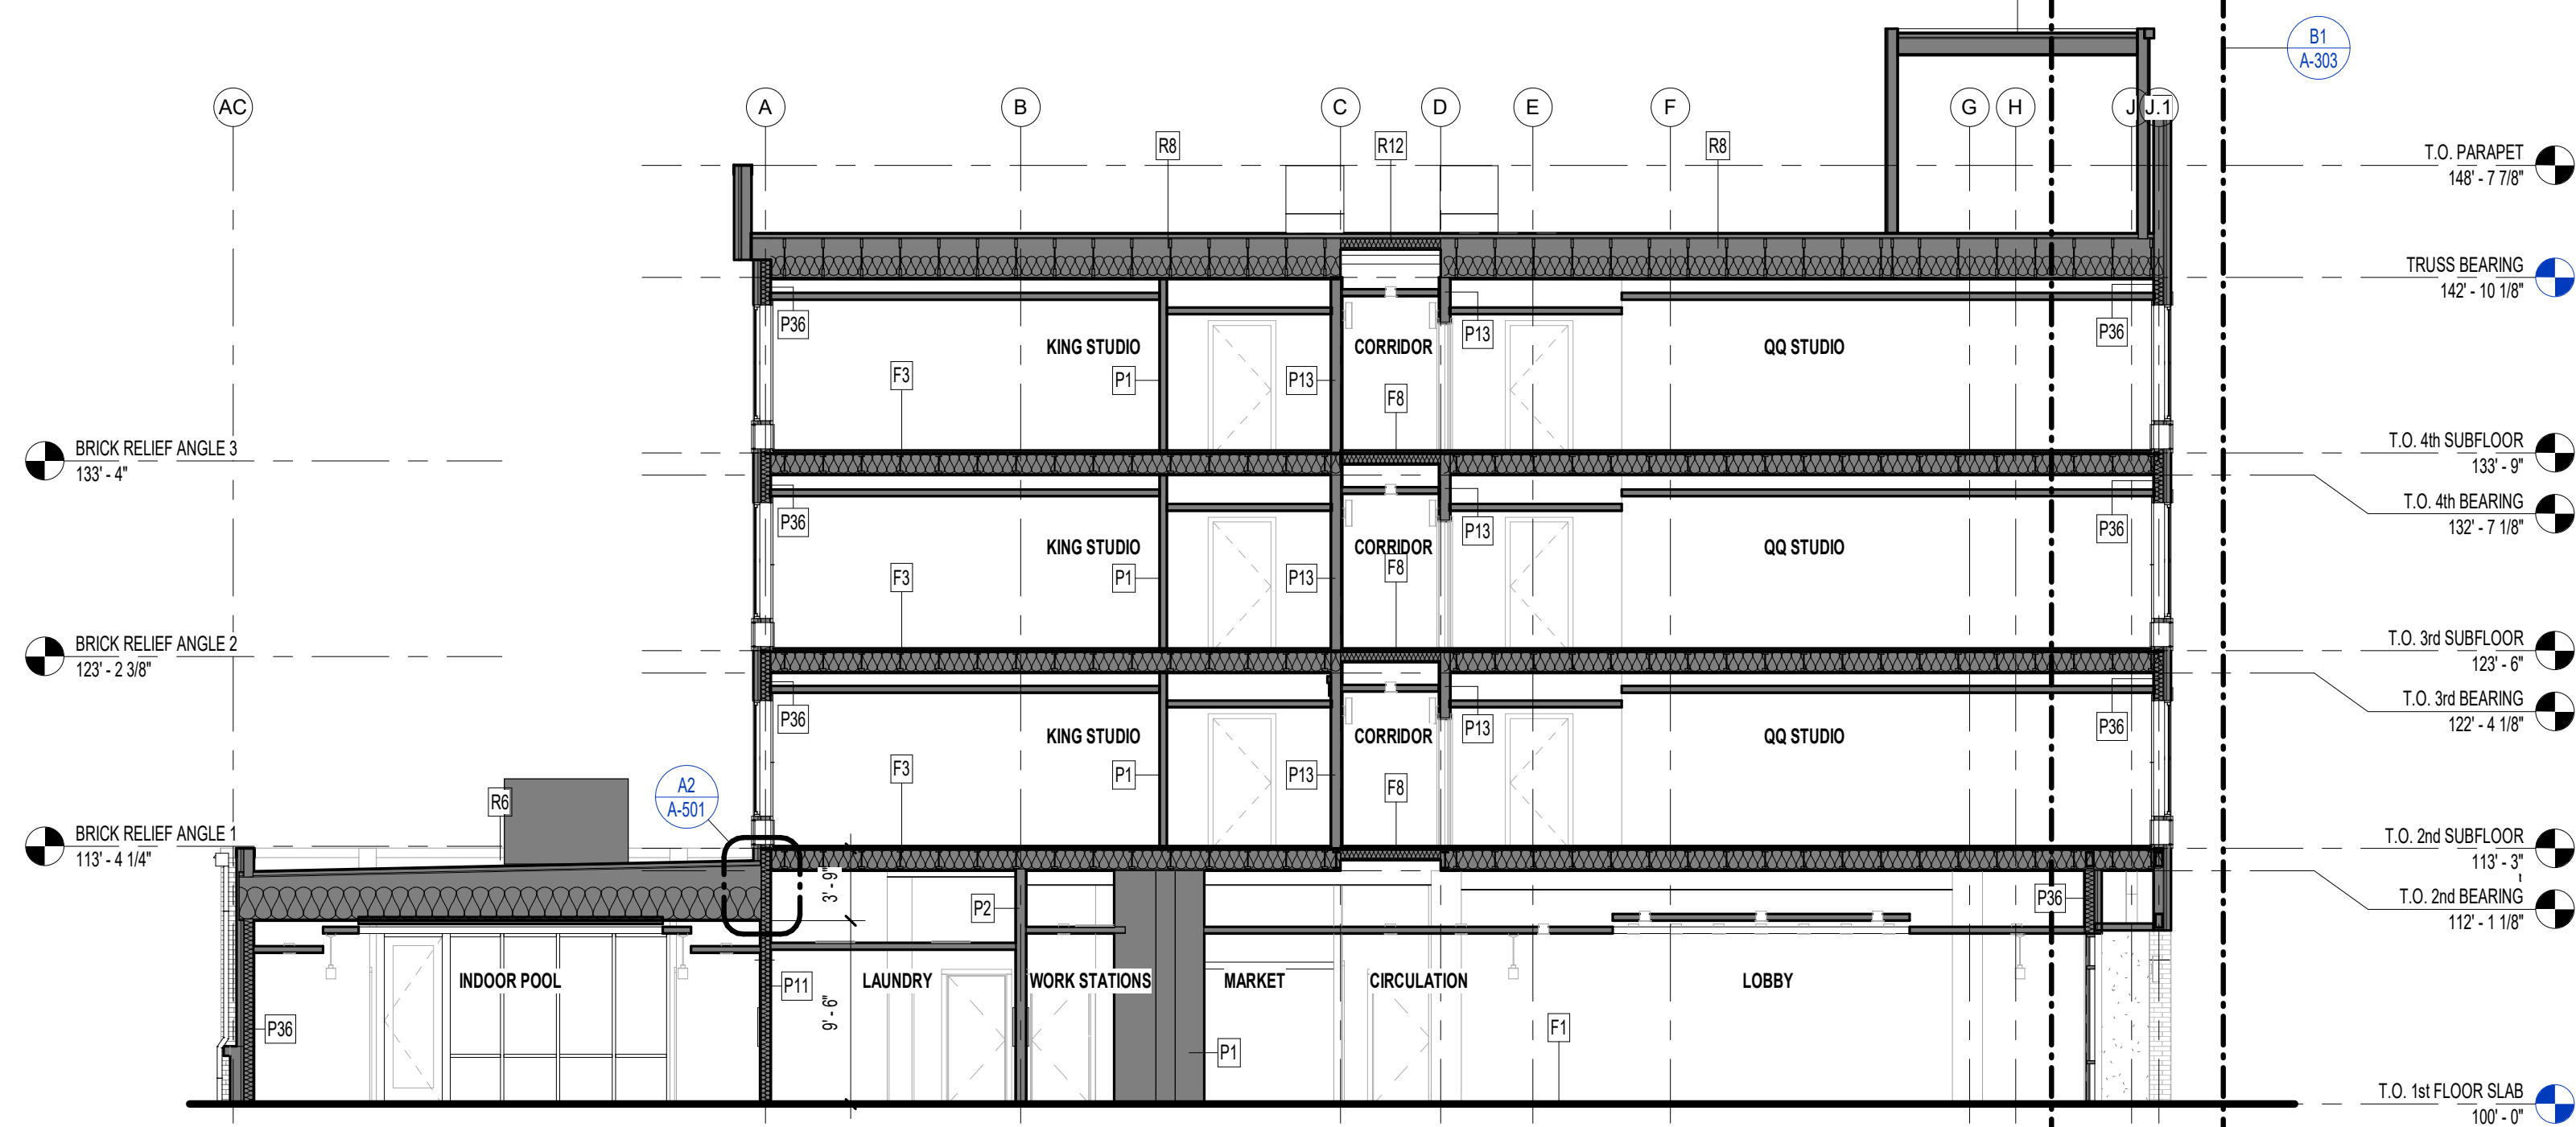 B1
A-303
AC
A
B
C
D
E
F
G
H
J
J.1
R8
R12
R8
T.O. PARAPET
148' - 7 7/8"
TRUSS BEARING
142' - 10 1/8"
P36
P13
P36
KING STUDIO
CORRIDOR
QQ STUDIO
F3
P1
P13
F8
BRICK RELIEF ANGLE 3
133' - 4"
T.O. 4th SUBFLOOR
133' - 9"
T.O. 4th BEARING
132' - 7 1/8"
P36
P13
P36
KING STUDIO
CORRIDOR
QQ STUDIO
F3
P1
P13
F8
BRICK RELIEF ANGLE 2
123' - 2 3/8"
T.O. 3rd SUBFLOOR
123' - 6"
T.O. 3rd BEARING
122' - 4 1/8"
P36
P13
P36
KING STUDIO
CORRIDOR
QQ STUDIO
F3
P1
P13
F8
A2
A-501
R6
BRICK RELIEF ANGLE 1
113' - 4 1/4"
T.O. 2nd SUBFLOOR
113' - 3"
T.O. 2nd BEARING
112' - 1 1/8"
3' - 9"
P2
P36
INDOOR POOL
P11
LAUNDRY
WORK STATIONS
MARKET
CIRCULATION
LOBBY
9' - 6"
P36
F1
P1
T.O. 1st FLOOR SLAB
100' - 0"